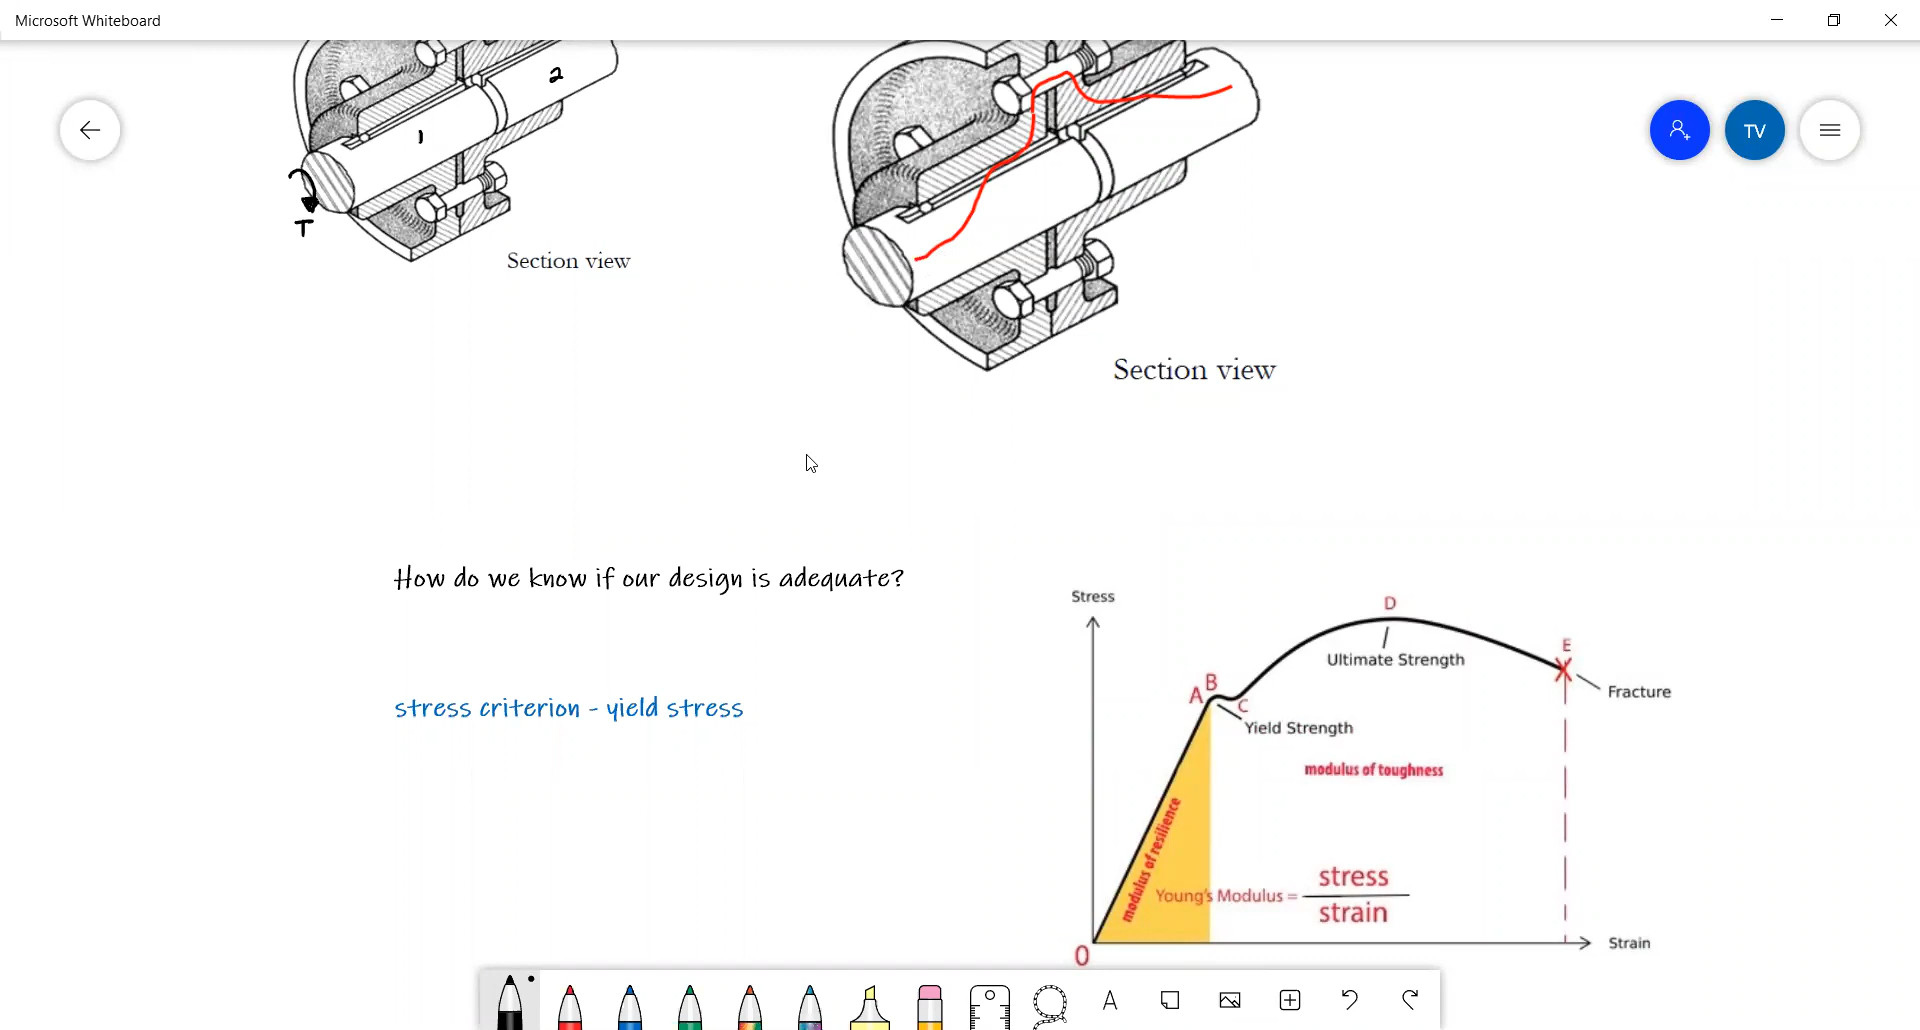 Microsoft Whiteboard
2
1
T
Section view
Section view
TV
How do we know if our design is adequate?
stress criterion - yield stress
Stress
D
Ultimate Strength
E
Fracture
B
A
C
Yield Strength
modulus of toughness
modulus of resilience
Young's Modulus = stress
strain
O
Strain
A